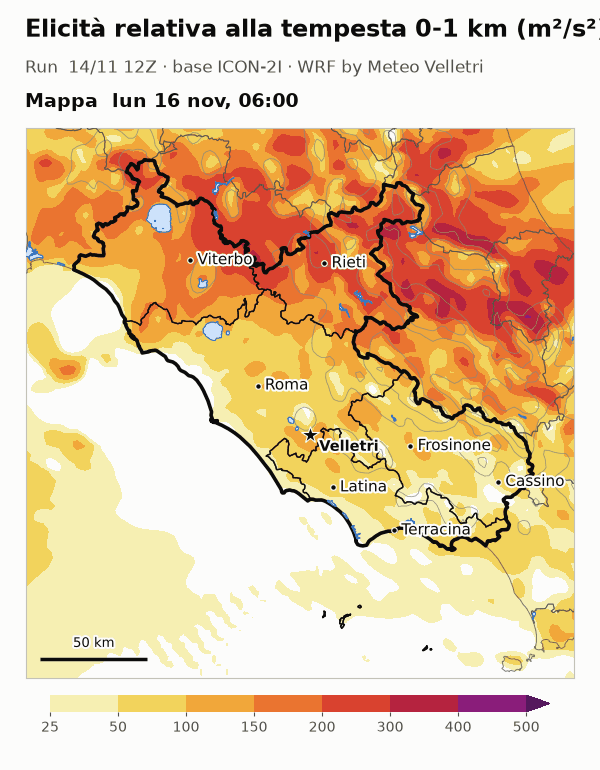 Elicità relativa alla tempesta 0-1 km (m²/s²)
Run  14/11 12Z · base ICON-2I · WRF by Meteo Velletri
Mappa  lun 16 nov, 06:00
Viterbo
Rieti
Roma
Velletri
Frosinone
Cassino
Latina
Terracina
50 km
25 50 100 150 200 300 400 500